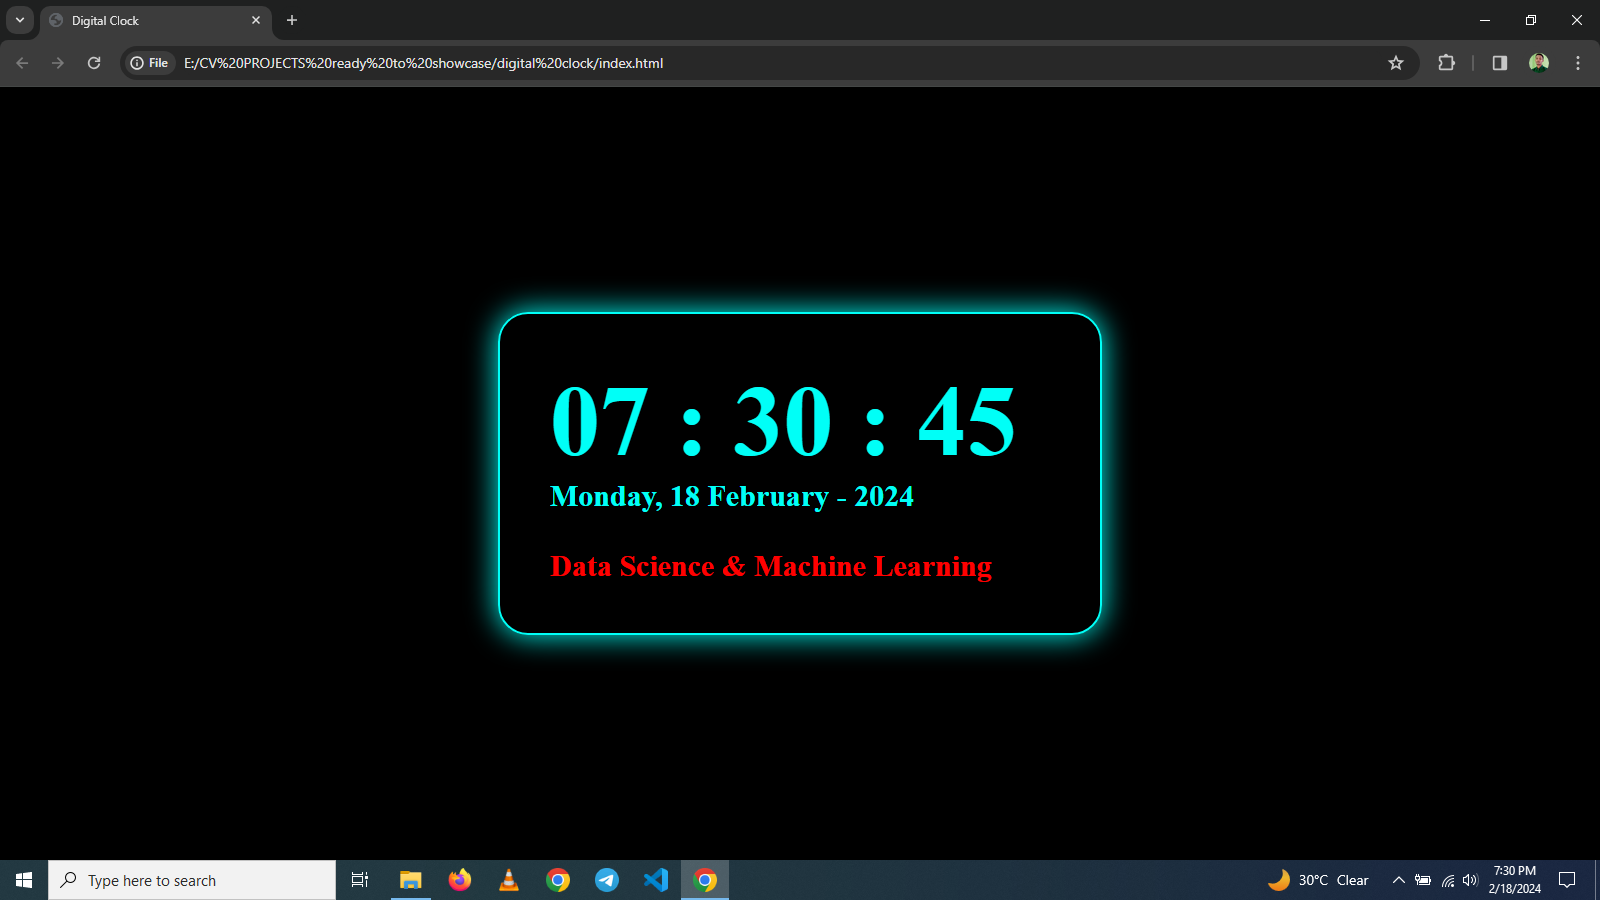 Digital Clock
File E:/CV%20PROJECTS%20ready%20to%20showcase/digital%20clock/index.html
07 : 30 : 45
Monday, 18 February - 2024
Data Science & Machine Learning
Type here to search
30°C Clear
7:30 PM
2/18/2024